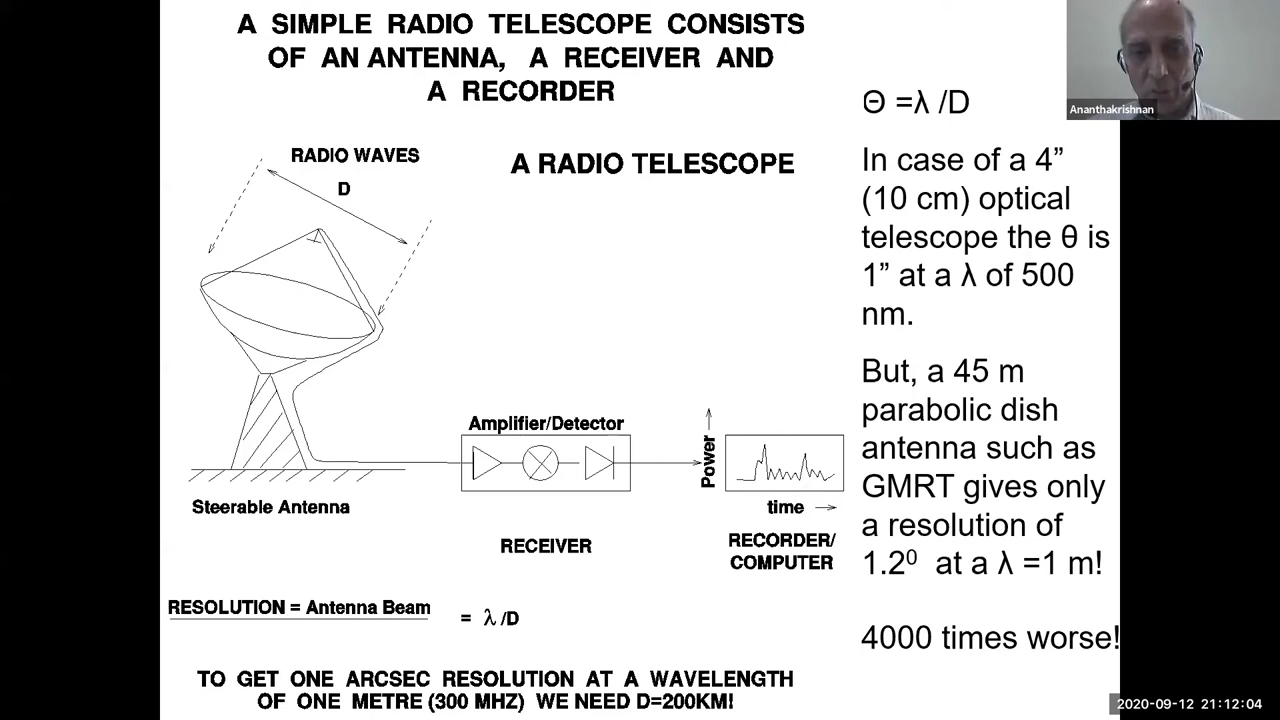 A SIMPLE RADIO TELESCOPE CONSISTS
OF AN ANTENNA, A RECEIVER AND
A RECORDER
Ananthakrishnan
RADIO WAVES
D
A RADIO TELESCOPE
Θ =λ /D
In case of a 4”
(10 cm) optical
telescope the θ is
1” at a λ of 500
nm.
But, a 45 m
parabolic dish
antenna such as
GMRT gives only
a resolution of
1.2⁰ at a λ =1 m!
4000 times worse!
Amplifier/Detector
Power
time
Steerable Antenna
RECEIVER
RECORDER/
COMPUTER
RESOLUTION = Antenna Beam = λ /D
TO GET ONE ARCSEC RESOLUTION AT A WAVELENGTH
OF ONE METRE (300 MHZ) WE NEED D=200KM!
2020-09-12 21:12:04